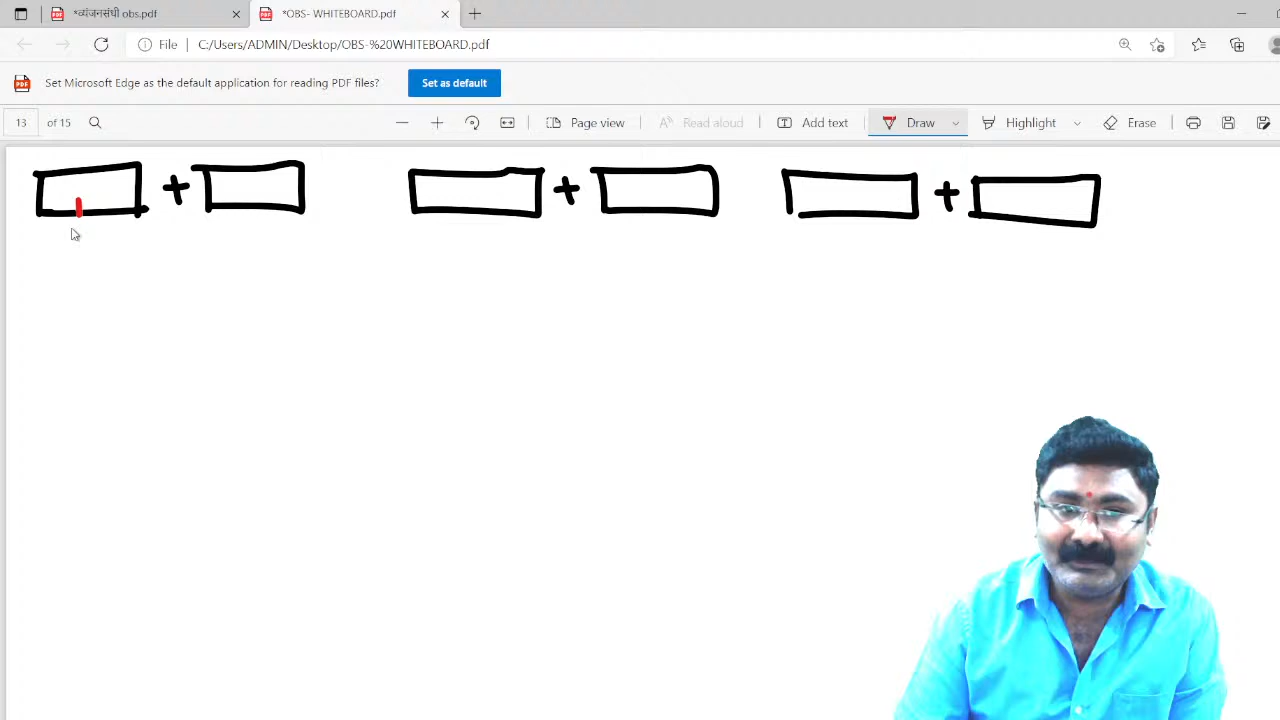 *व्यंजनसंधी obs.pdf
*OBS- WHITEBOARD.pdf
File C:/Users/ADMIN/Desktop/OBS-%20WHITEBOARD.pdf
Set Microsoft Edge as the default application for reading PDF files? Set as default
13 of 15 Page view Read aloud Add text Draw Highlight Erase
+ + +